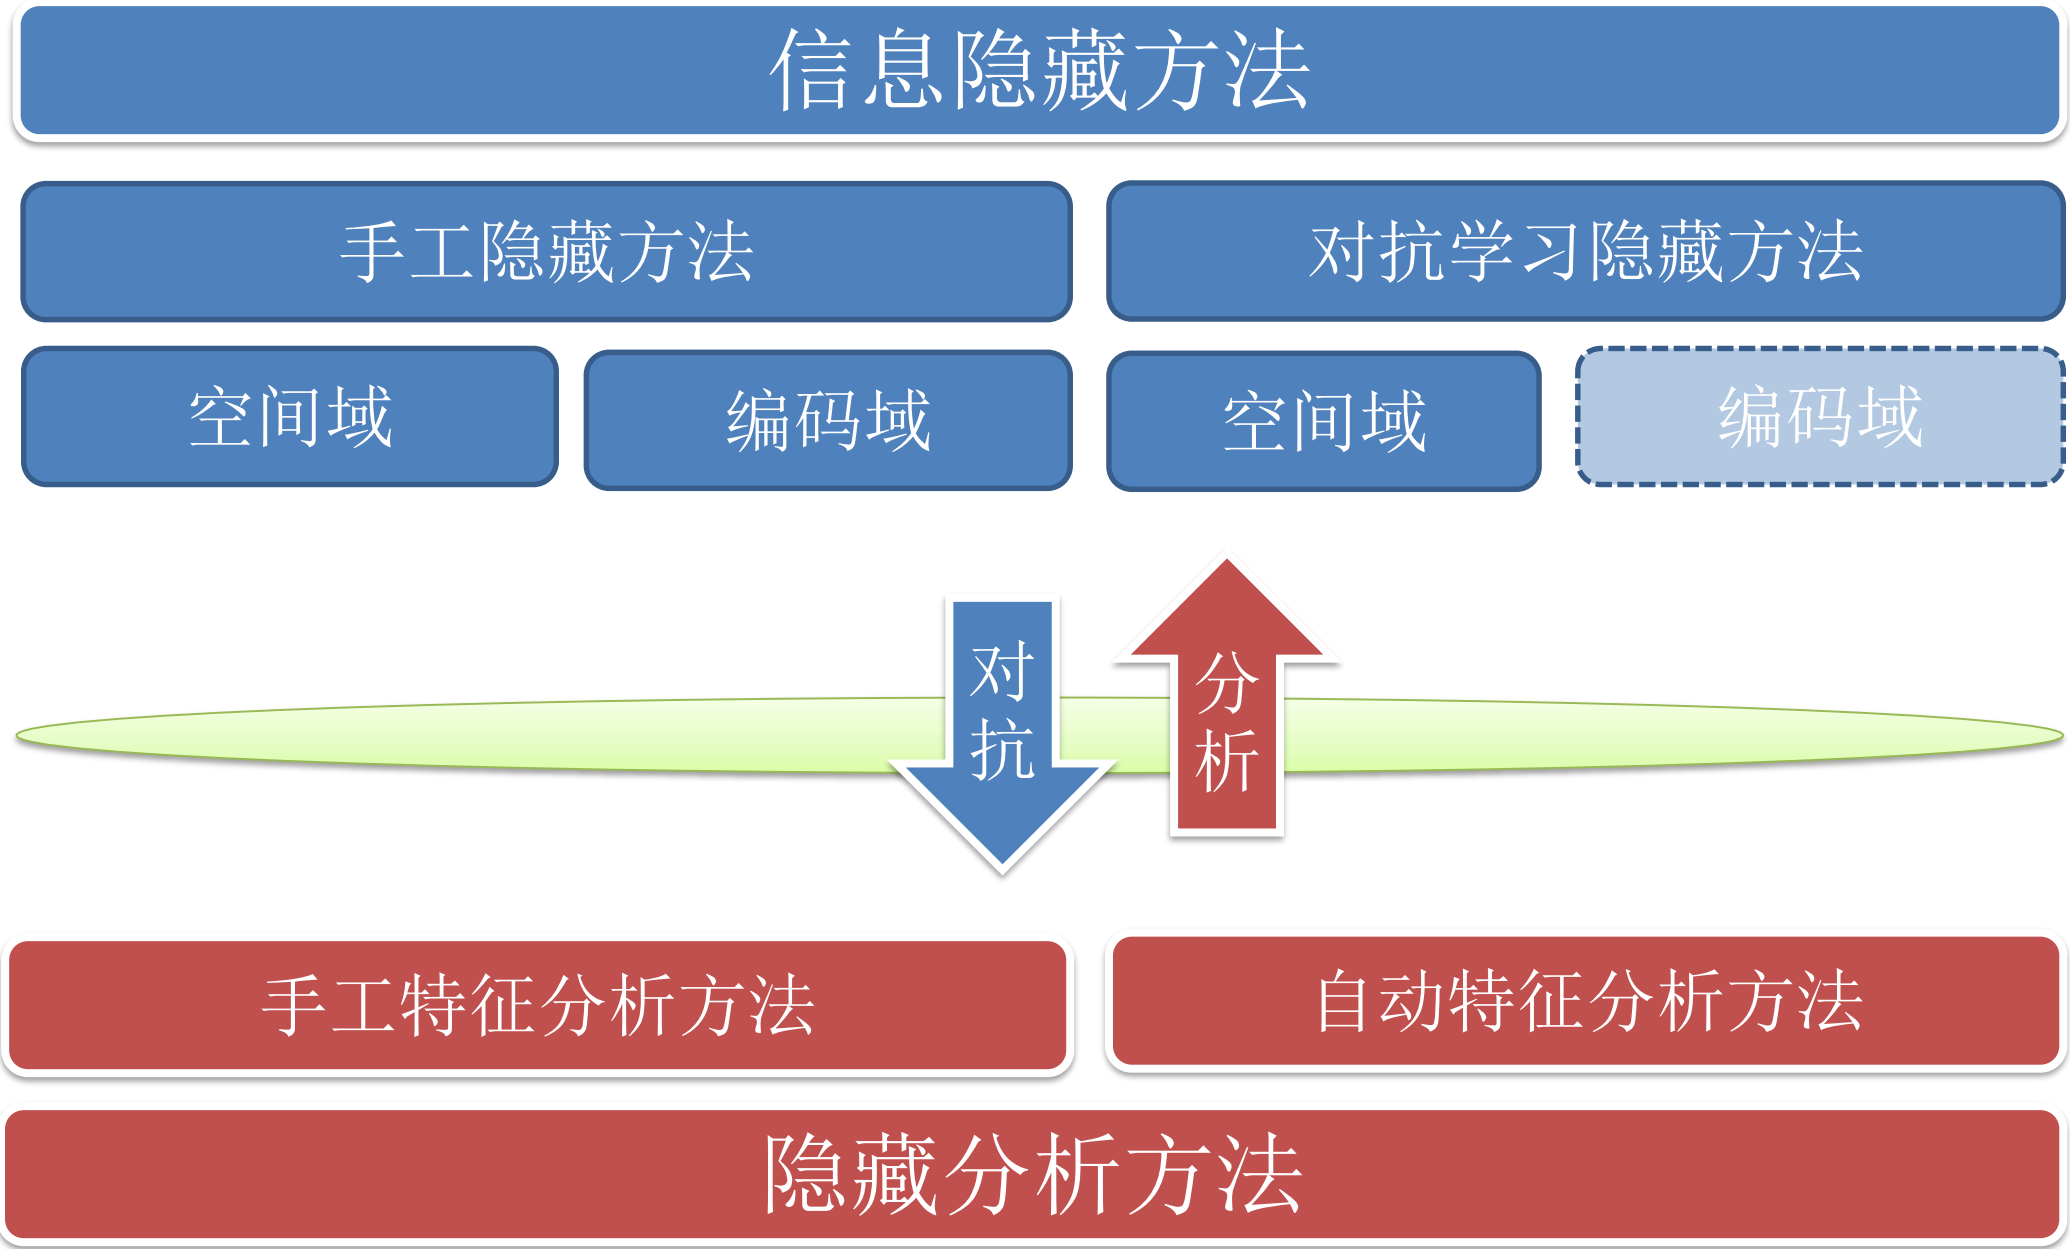 信息隐藏方法
手工隐藏方法
对抗学习隐藏方法
空间域
编码域
空间域
编码域
对
抗
分
析
手工特征分析方法
自动特征分析方法
隐藏分析方法